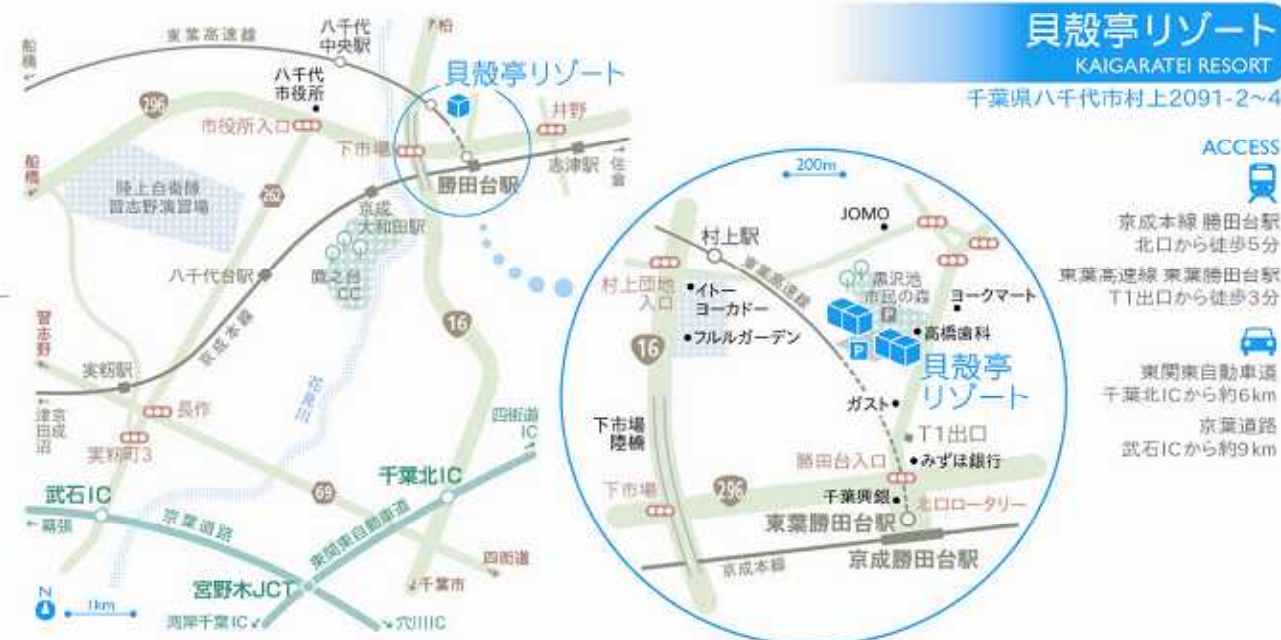 貝殻亭リゾート
KAIGARATEI RESORT
千葉県八千代市村上2091-2~4
ACCESS
京成本線 勝田台駅
北口から徒歩5分
東葉高速線 東葉勝田台駅
T1出口から徒歩3分
東関東自動車道
千葉北ICから約6km
京葉道路
武石ICから約9km
船橋
東葉高速線
八千代
中央駅
柏
八千代
市役所
貝殻亭リゾート
296
市役所入口
井野
下市場
志津駅
佐倉
勝田台駅
船橋
陸上自衛隊
習志野演習場
262
京成
大和田駅
八千代台駅
鷹之台
CC
16
習志野
京成本線
実籾駅
花見川
京成
津田沼
長作
実籾町3
四街道
IC
千葉北IC
武石IC
69
幕張
京葉道路
東関東自動車道
四街道
宮野木JCT
千葉市
N
1km
湾岸千葉IC
穴川IC
200m
JOMO
村上駅
東葉高速線
村上団地
入口
イトー
ヨーカドー
黒沢池
市民の森
ヨークマート
P
フルルガーデン
高橋歯科
16
P
貝殻亭
リゾート
ガスト
下市場
陸橋
T1出口
勝田台入口
みずほ銀行
下市場
296
千葉興銀
北口ロータリー
東葉勝田台駅
京成本線
京成勝田台駅